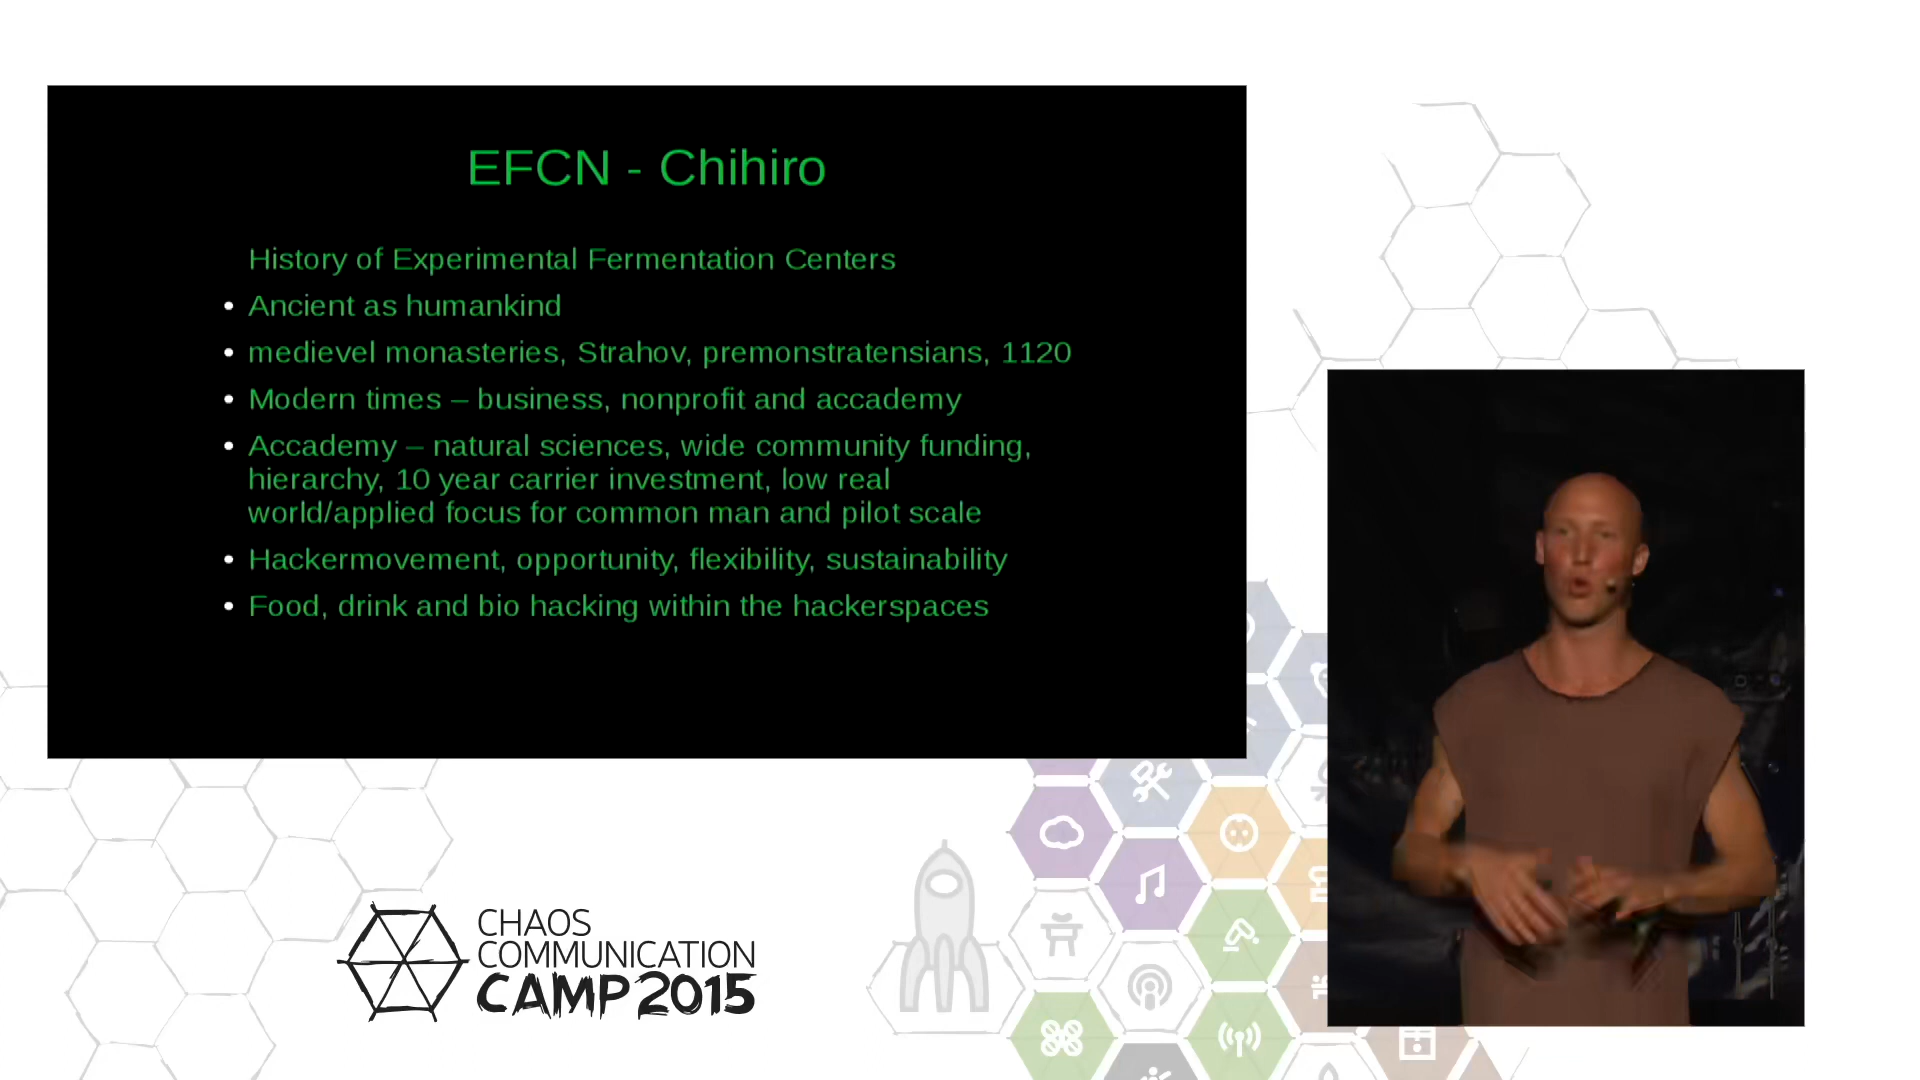 EFCN - Chihiro
History of Experimental Fermentation Centers
• Ancient as humankind
• medievel monasteries, Strahov, premonstratensians, 1120
• Modern times – business, nonprofit and accademy
• Accademy – natural sciences, wide community funding,
hierarchy, 10 year carrier investment, low real
world/applied focus for common man and pilot scale
• Hackermovement, opportunity, flexibility, sustainability
• Food, drink and bio hacking within the hackerspaces
CHAOS
COMMUNICATION
CAMP 2015